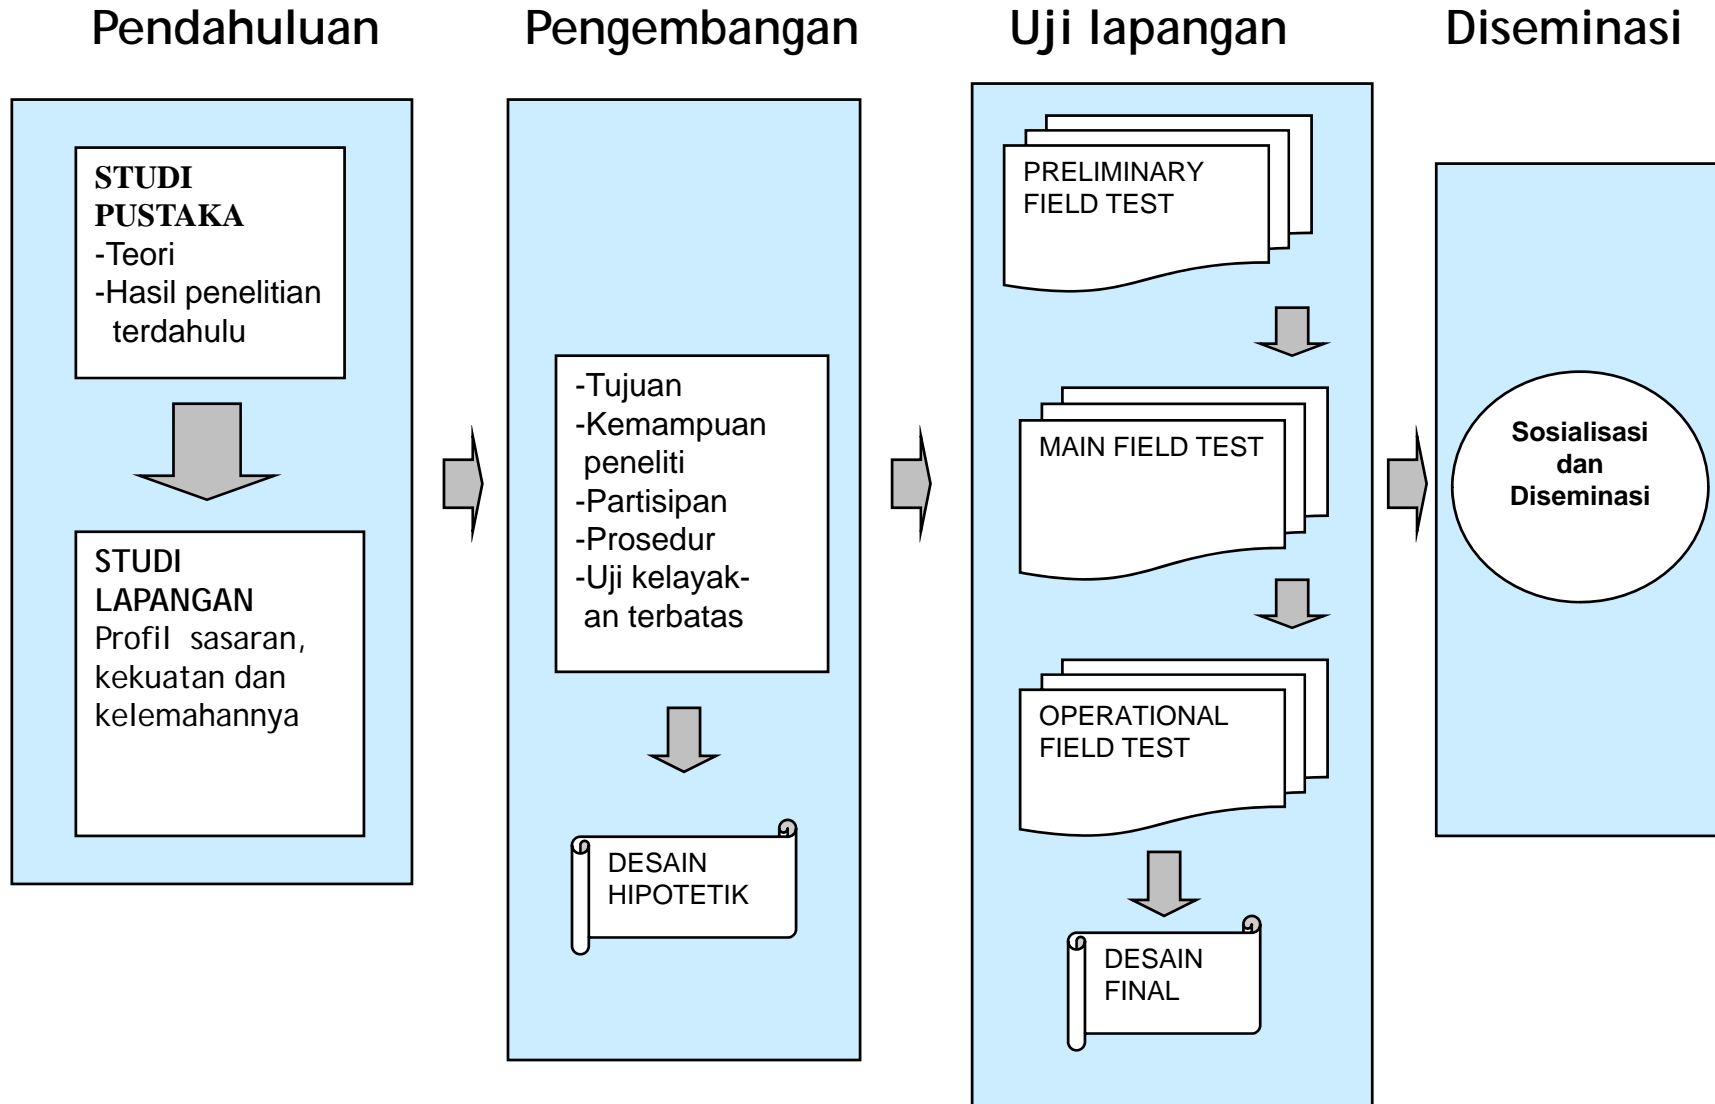 Pendahuluan
Pengembangan
Uji lapangan
Diseminasi
STUDI
PUSTAKA
-Teori
-Hasil penelitian
terdahulu
STUDI
LAPANGAN
Profil sasaran,
kekuatan dan
kelemahannya
-Tujuan
-Kemampuan
peneliti
-Partisipan
-Prosedur
-Uji kelayak-
an terbatas
DESAIN
HIPOTETIK
PRELIMINARY
FIELD TEST
MAIN FIELD TEST
OPERATIONAL
FIELD TEST
DESAIN
FINAL
Sosialisasi
dan
Diseminasi